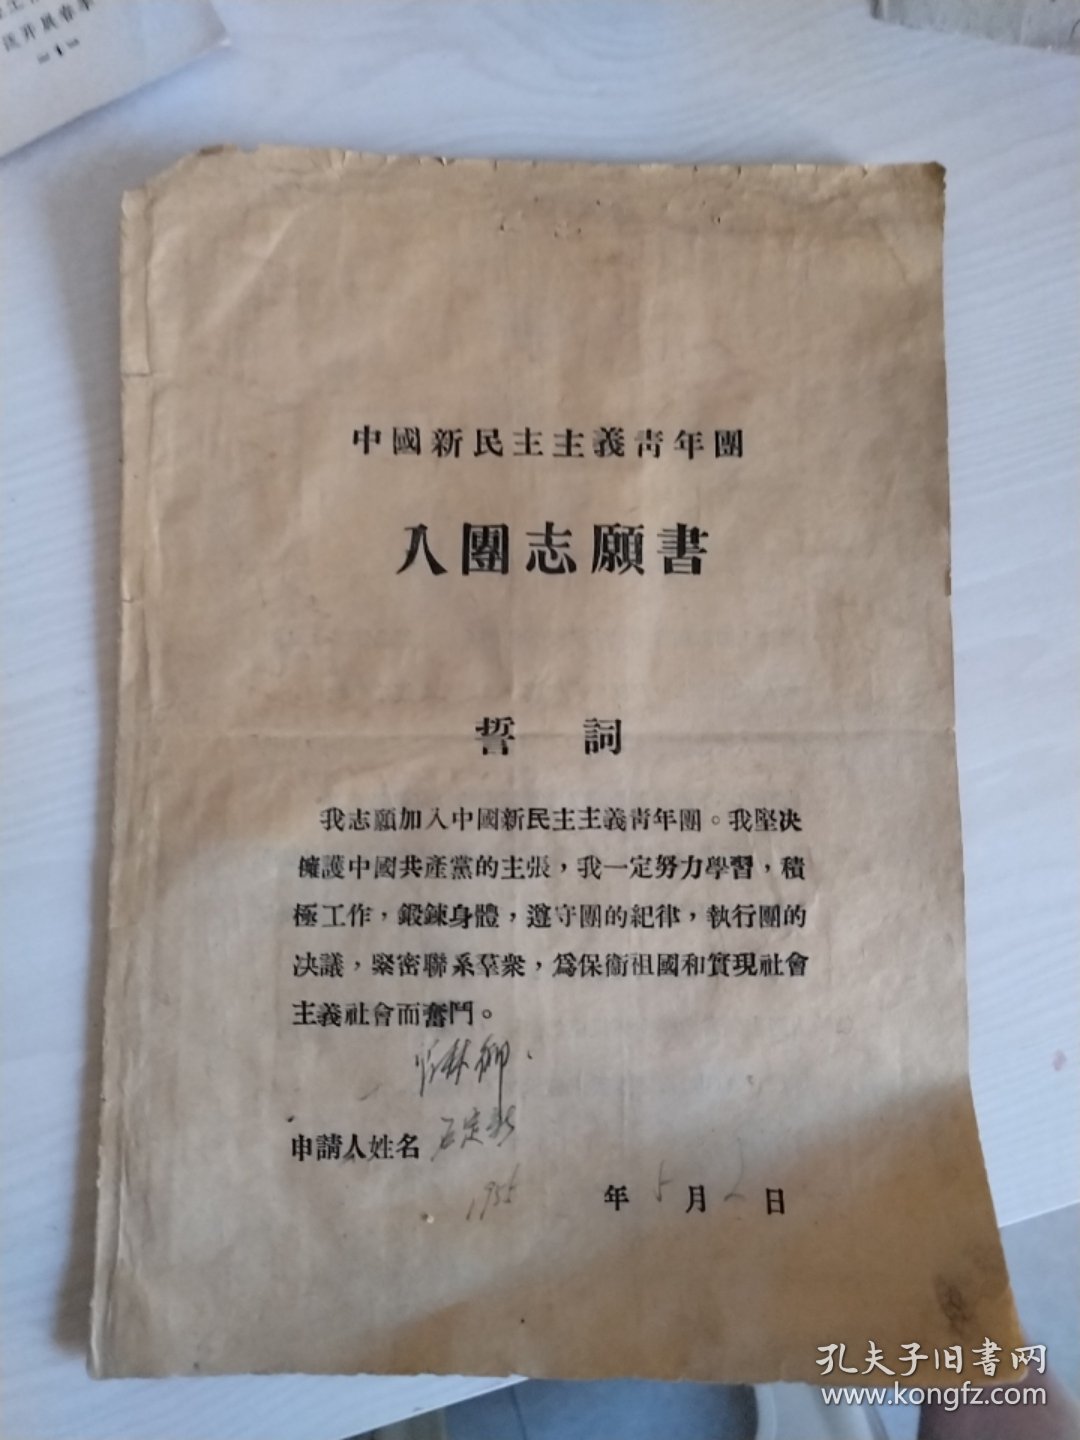 中國新民主主義青年團
入團志願書
誓詞
我志願加入中國新民主主義青年團。我堅决
擁護中國共產黨的主張，我一定努力學習，積
極工作，鍛鍊身體，遵守團的紀律，執行團的
决議，緊密聯系羣衆，爲保衞祖國和實現社會
主義社會而奮鬥。
申請人姓名
1955 年 5 月 2 日
孔夫子旧書网
www.kongfz.com